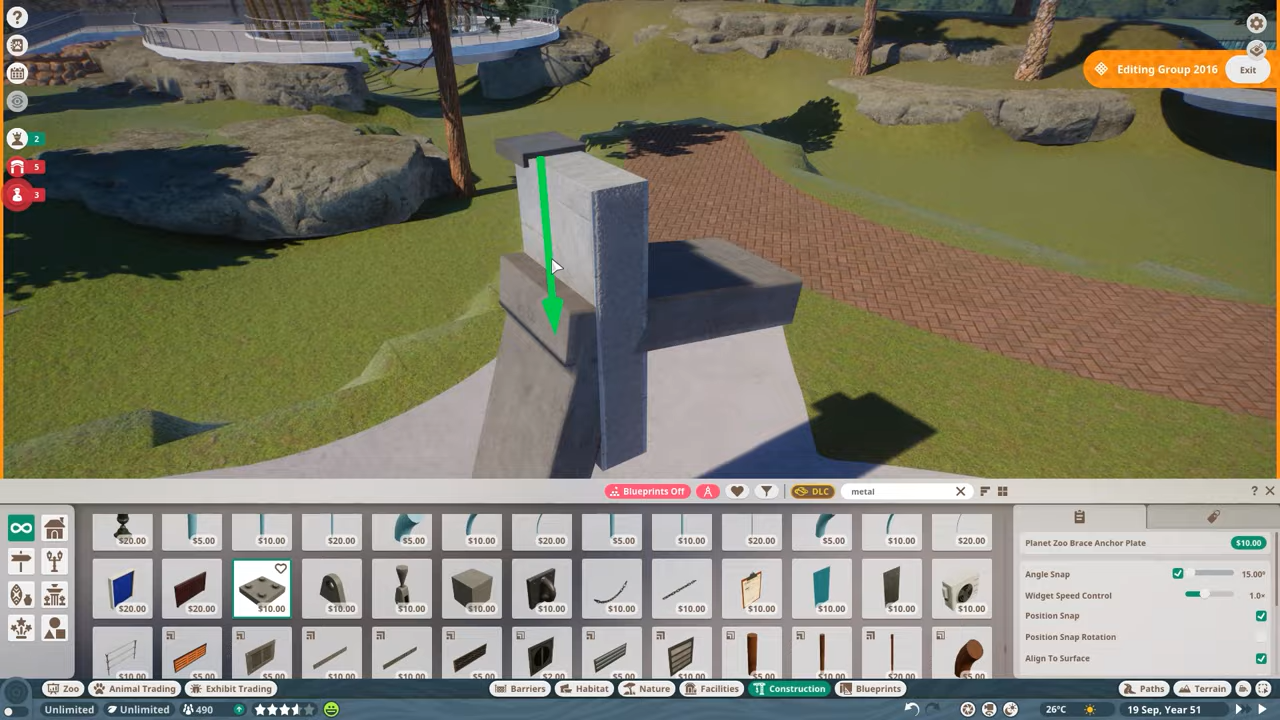 ?
Editing Group 2016
Exit
2
5
3
Blueprints Off
DLC
metal
?
$20.00 $5.00 $10.00 $20.00 $5.00 $10.00 $20.00 $5.00 $10.00 $20.00 $5.00 $10.00 $20.00
Planet Zoo Brace Anchor Plate $10.00
Angle Snap 15.00°
Widget Speed Control 1.0×
$20.00 $20.00 $10.00 $10.00 $10.00 $10.00 $10.00 $10.00 $10.00 $10.00 $10.00 $10.00 $10.00
Position Snap
Position Snap Rotation
Align To Surface
Zoo
Animal Trading
Exhibit Trading
Barriers
Habitat
Nature
Facilities
Construction
Blueprints
Paths
Terrain
Unlimited
Unlimited
490
26°C
19 Sep, Year 51